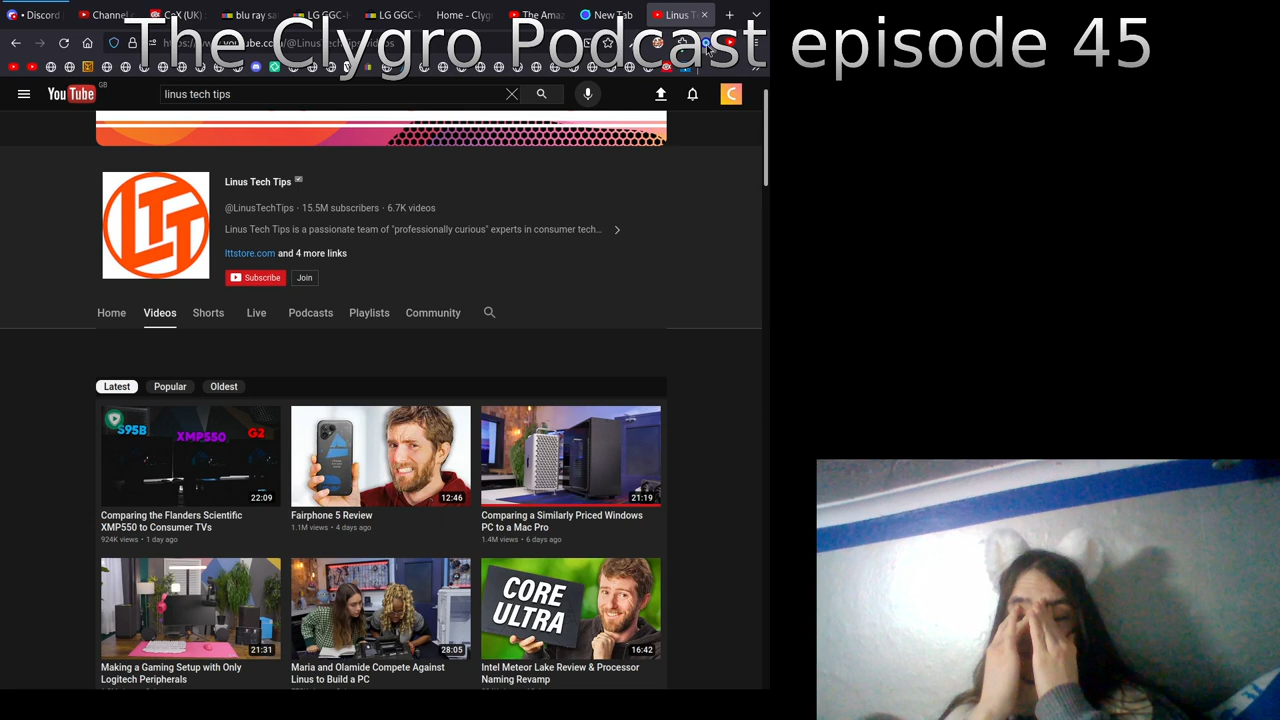 The Clygro Podcast episode 45
Discord
Channel
CeX (UK)
blu ray sa
LG GGC-
LG GGC-
Home - Clyg
The Ama
New Tab
Linus T
YouTube GB
linus tech tips
C
LTT
Linus Tech Tips
@LinusTechTips · 15.5M subscribers · 6.7K videos
Linus Tech Tips is a passionate team of "professionally curious" experts in consumer tech...
lttstore.com and 4 more links
Subscribe
Join
Home
Videos
Shorts
Live
Podcasts
Playlists
Community
Latest
Popular
Oldest
S95B
XMP550
G2
22:09
12:46
21:19
Comparing the Flanders Scientific
XMP550 to Consumer TVs
924K views • 1 day ago
Fairphone 5 Review
1.1M views • 4 days ago
Comparing a Similarly Priced Windows
PC to a Mac Pro
1.4M views • 6 days ago
21:31
28:05
CORE
ULTRA
16:42
Making a Gaming Setup with Only
Logitech Peripherals
Maria and Olamide Compete Against
Linus to Build a PC
Intel Meteor Lake Review & Processor
Naming Revamp